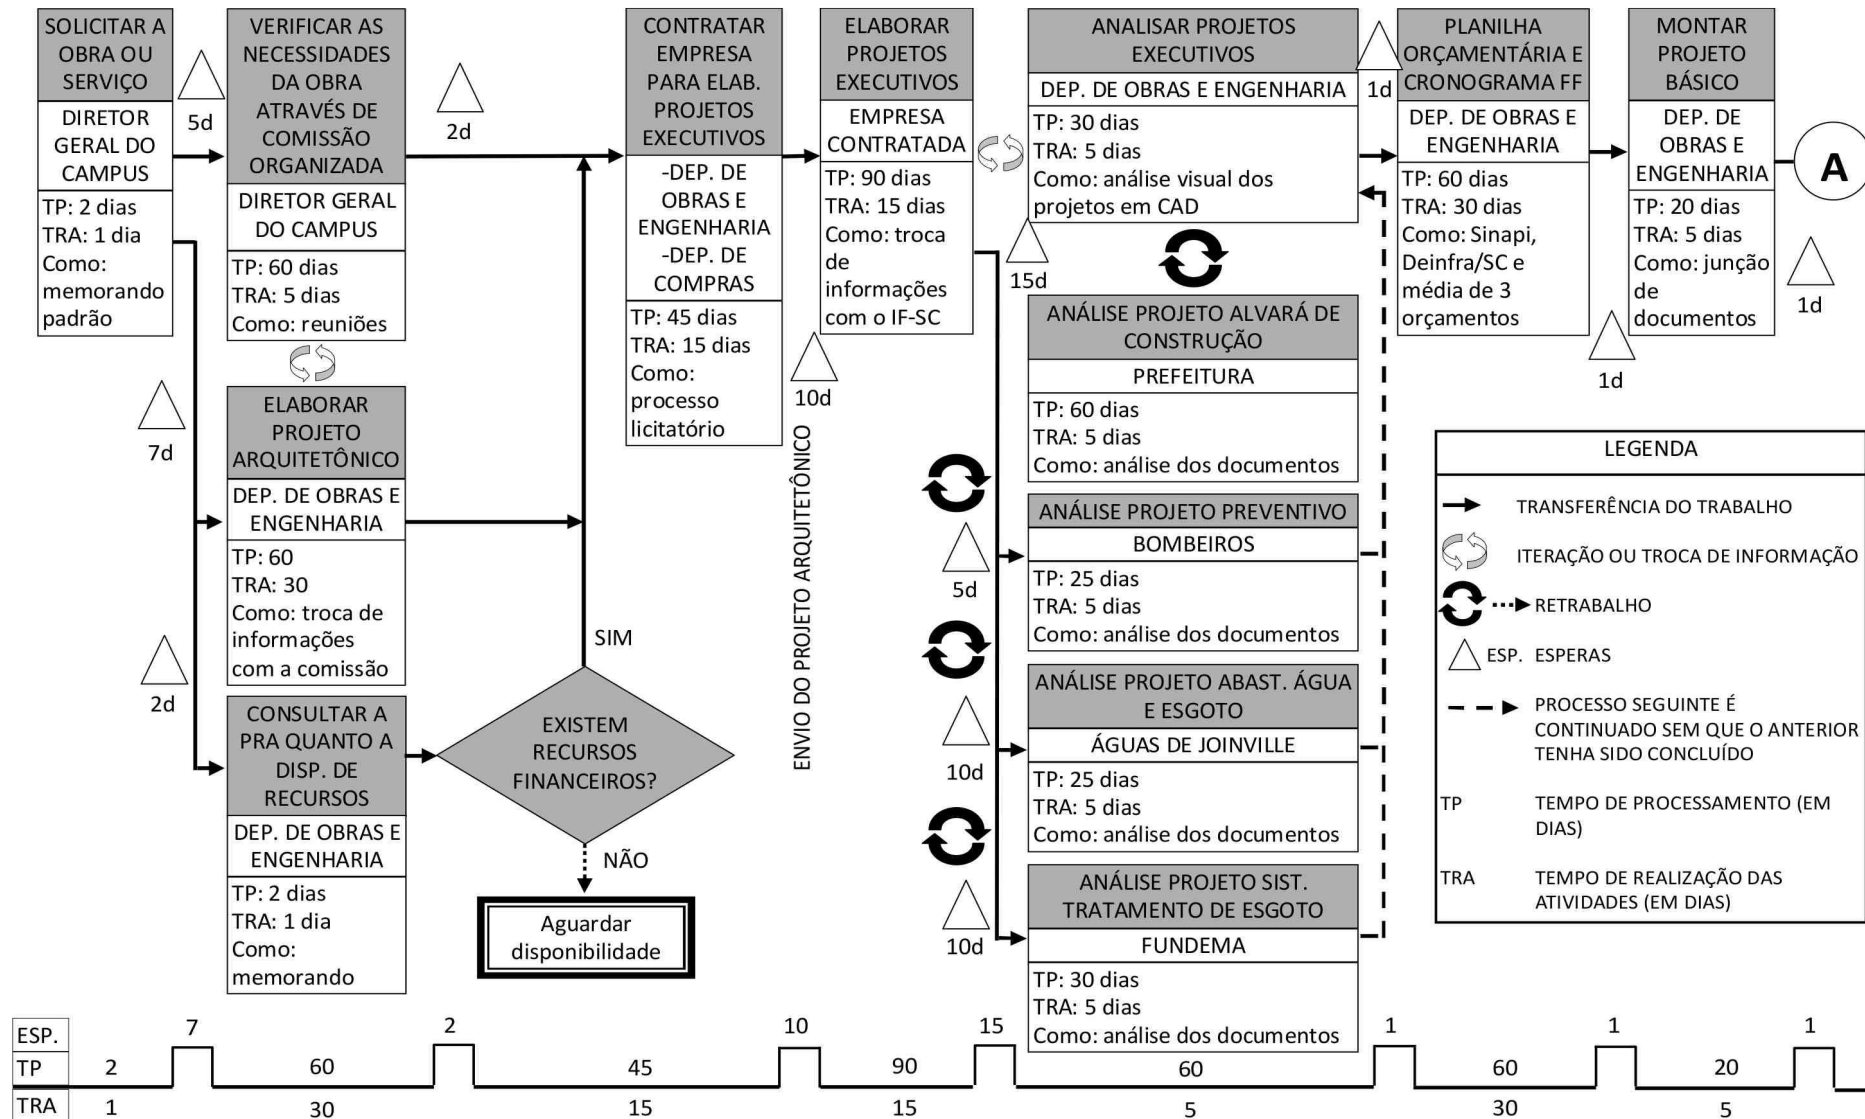 SOLICITAR A
OBRA OU
SERVIÇO
DIRETOR
GERAL DO
CAMPUS
TP: 2 dias
TRA: 1 dia
Como:
memorando
padrão
5d
7d
2d
VERIFICAR AS
NECESSIDADES
DA OBRA
ATRAVÉS DE
COMISSÃO
ORGANIZADA
DIRETOR GERAL
DO CAMPUS
TP: 60 dias
TRA: 5 dias
Como: reuniões
ELABORAR
PROJETO
ARQUITETÔNICO
DEP. DE OBRAS E
ENGENHARIA
TP: 60
TRA: 30
Como: troca de
informações
com a comissão
CONSULTAR A
PRA QUANTO A
DISP. DE
RECURSOS
DEP. DE OBRAS E
ENGENHARIA
TP: 2 dias
TRA: 1 dia
Como:
memorando
2d
SIM
EXISTEM
RECURSOS
FINANCEIROS?
NÃO
Aguardar
disponibilidade
CONTRATAR
EMPRESA
PARA ELAB.
PROJETOS
EXECUTIVOS
-DEP. DE
OBRAS E
ENGENHARIA
-DEP. DE
COMPRAS
TP: 45 dias
TRA: 15 dias
Como:
processo
licitatório
10d
ENVIO DO PROJETO ARQUITETÔNICO
ELABORAR
PROJETOS
EXECUTIVOS
EMPRESA
CONTRATADA
TP: 90 dias
TRA: 15 dias
Como: troca
de
informações
com o IF-SC
15d
5d
10d
10d
ANALISAR PROJETOS
EXECUTIVOS
DEP. DE OBRAS E ENGENHARIA
TP: 30 dias
TRA: 5 dias
Como: análise visual dos
projetos em CAD
ANÁLISE PROJETO ALVARÁ DE
CONSTRUÇÃO
PREFEITURA
TP: 60 dias
TRA: 5 dias
Como: análise dos documentos
ANÁLISE PROJETO PREVENTIVO
BOMBEIROS
TP: 25 dias
TRA: 5 dias
Como: análise dos documentos
ANÁLISE PROJETO ABAST. ÁGUA
E ESGOTO
ÁGUAS DE JOINVILLE
TP: 25 dias
TRA: 5 dias
Como: análise dos documentos
ANÁLISE PROJETO SIST.
TRATAMENTO DE ESGOTO
FUNDEMA
TP: 30 dias
TRA: 5 dias
Como: análise dos documentos
1d
PLANILHA
ORÇAMENTÁRIA E
CRONOGRAMA FF
DEP. DE OBRAS E
ENGENHARIA
TP: 60 dias
TRA: 30 dias
Como: Sinapi,
Deinfra/SC e
média de 3
orçamentos
1d
MONTAR
PROJETO
BÁSICO
DEP. DE
OBRAS E
ENGENHARIA
TP: 20 dias
TRA: 5 dias
Como: junção
de
documentos
A
1d
LEGENDA
TRANSFERÊNCIA DO TRABALHO
ITERAÇÃO OU TROCA DE INFORMAÇÃO
RETRABALHO
ESP. ESPERAS
PROCESSO SEGUINTE É
CONTINUADO SEM QUE O ANTERIOR
TENHA SIDO CONCLUÍDO
TP TEMPO DE PROCESSAMENTO (EM
DIAS)
TRA TEMPO DE REALIZAÇÃO DAS
ATIVIDADES (EM DIAS)
ESP. 7 2 10 15 1 1 1
TP 2 60 45 90 60 60 20
TRA 1 30 15 15 5 30 5